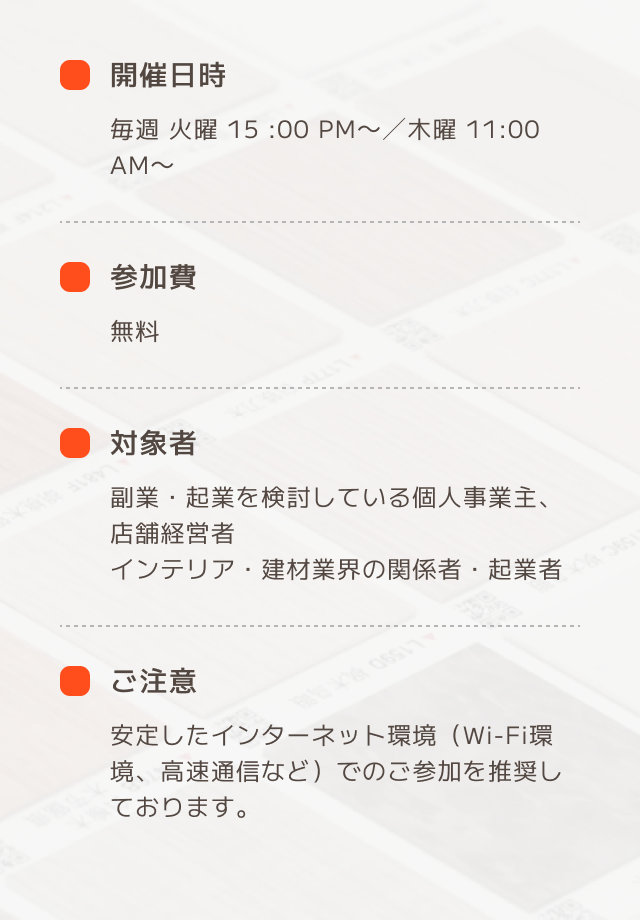 開催日時
毎週 火曜 15 :00 PM〜／木曜 11:00
AM〜
参加費
無料
対象者
副業・起業を検討している個人事業主、
店舗経営者
インテリア・建材業界の関係者・起業者
ご注意
安定したインターネット環境（Wi-Fi環
境、高速通信など）でのご参加を推奨し
ております。